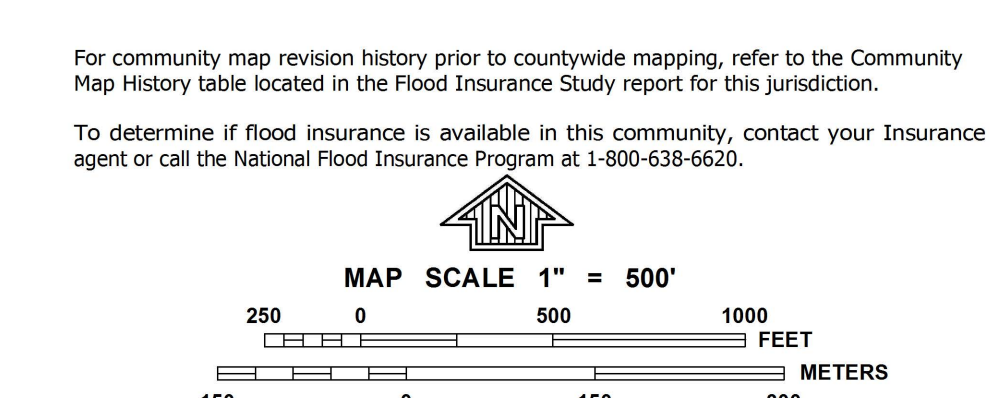 For community map revision history prior to countywide mapping, refer to the Community
Map History table located in the Flood Insurance Study report for this jurisdiction.
To determine if flood insurance is available in this community, contact your Insurance
agent or call the National Flood Insurance Program at 1-800-638-6620.
N
MAP SCALE 1" = 500'
250 0 500 1000
FEET
METERS